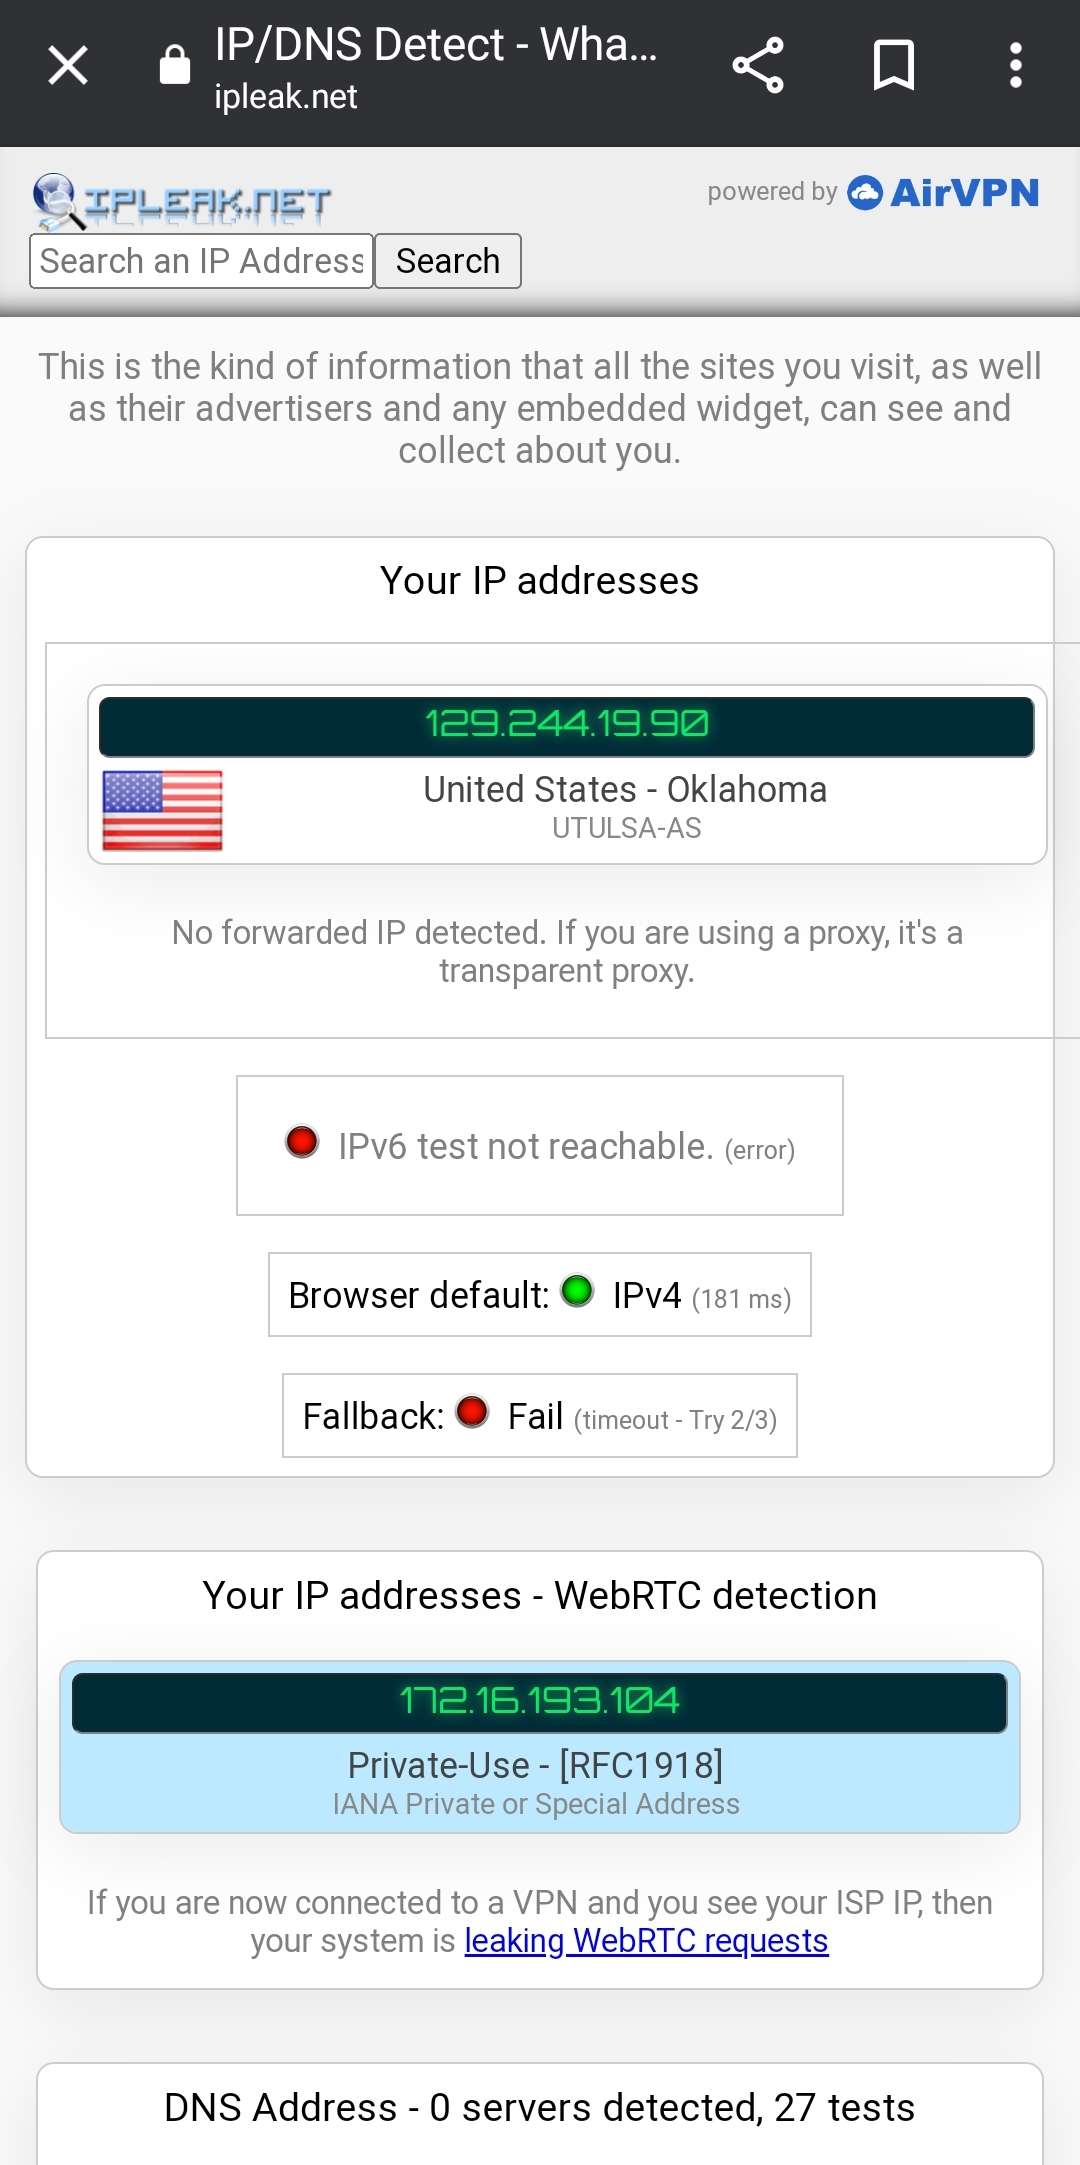 IP/DNS Detect - Wha...
ipleak.net
IPLEAK.NET
powered by AirVPN
Search an IP Address Search
This is the kind of information that all the sites you visit, as well
as their advertisers and any embedded widget, can see and
collect about you.
Your IP addresses
129.244.19.90
United States - Oklahoma
UTULSA-AS
No forwarded IP detected. If you are using a proxy, it's a
transparent proxy.
IPv6 test not reachable. (error)
Browser default: IPv4 (181 ms)
Fallback: Fail (timeout - Try 2/3)
Your IP addresses - WebRTC detection
172.16.193.104
Private-Use - [RFC1918]
IANA Private or Special Address
If you are now connected to a VPN and you see your ISP IP, then
your system is leaking WebRTC requests
DNS Address - 0 servers detected, 27 tests